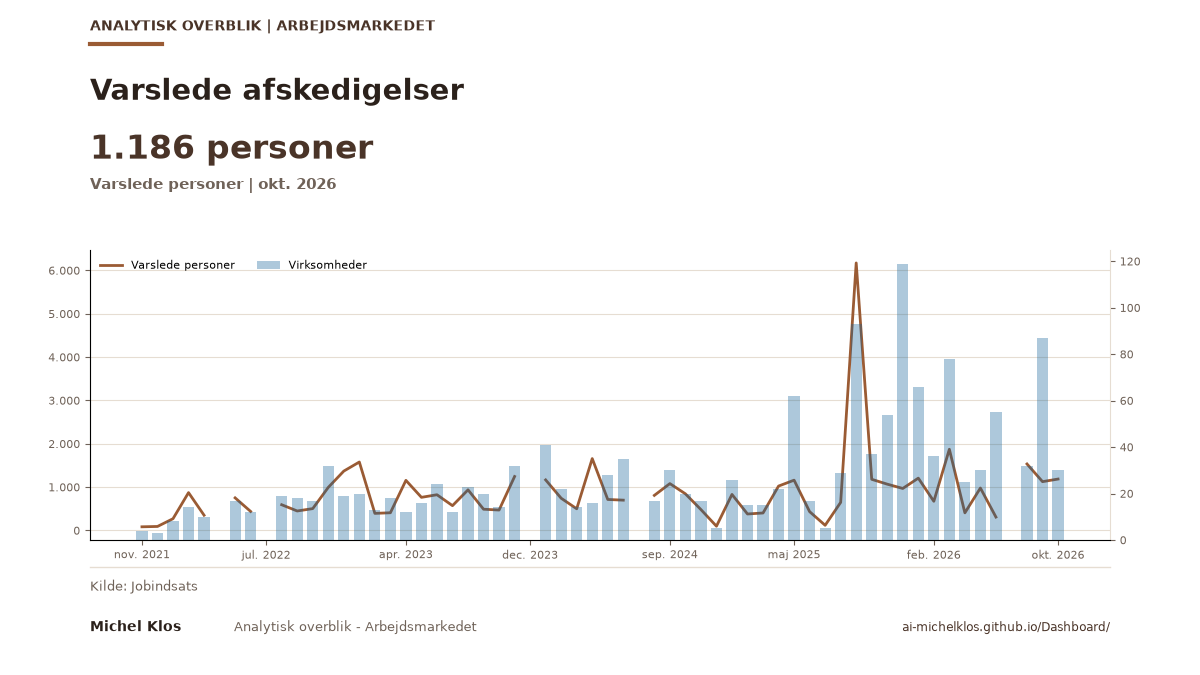 ANALYTISK OVERBLIK | ARBEJDSMARKEDET
Varslede afskedigelser
1.186 personer
Varslede personer | okt. 2026
Varslede personer
Virksomheder
6.000
5.000
4.000
3.000
2.000
1.000
0
120
100
80
60
40
20
0
nov. 2021
jul. 2022
apr. 2023
dec. 2023
sep. 2024
maj 2025
feb. 2026
okt. 2026
Kilde: Jobindsats
Michel Klos
Analytisk overblik - Arbejdsmarkedet
ai-michelklos.github.io/Dashboard/